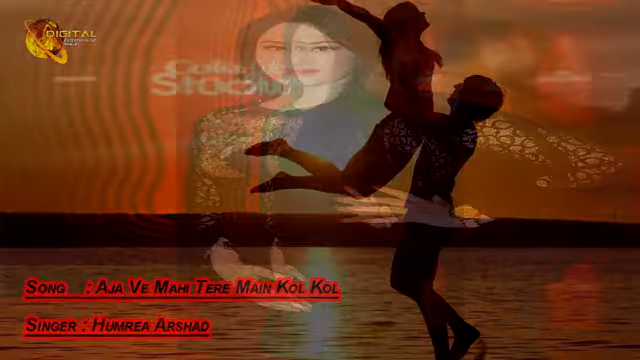 DIGITAL
Song : Aja Ve Mahi Tere Main Kol Kol
Singer : Humrea Arshad